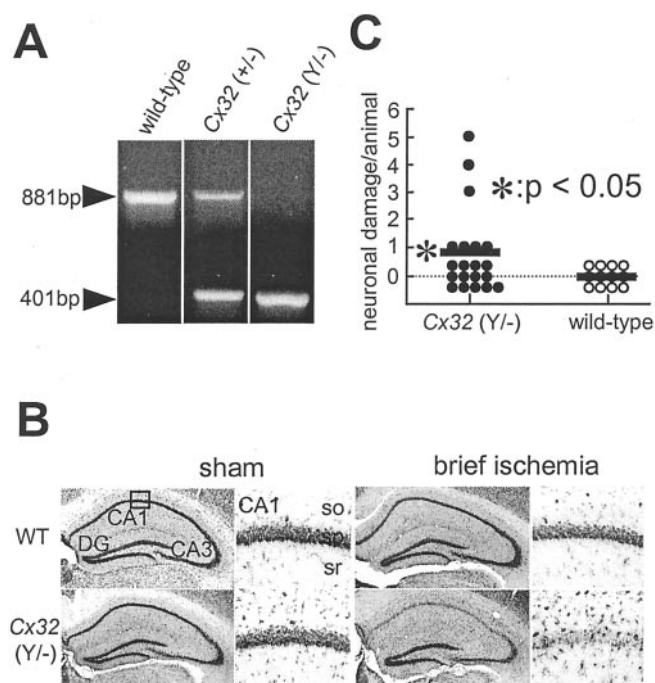 A
wild-type
Cx32 (+/-)
Cx32 (Y/-)
881bp
401bp
C
neuronal damage/animal
6
5
4
3
2
1
0
*:p < 0.05
*
Cx32 (Y/-)
wild-type
B
sham
brief ischemia
WT
CA1
DG
CA3
CA1
so
sp
sr
Cx32
(Y/-)